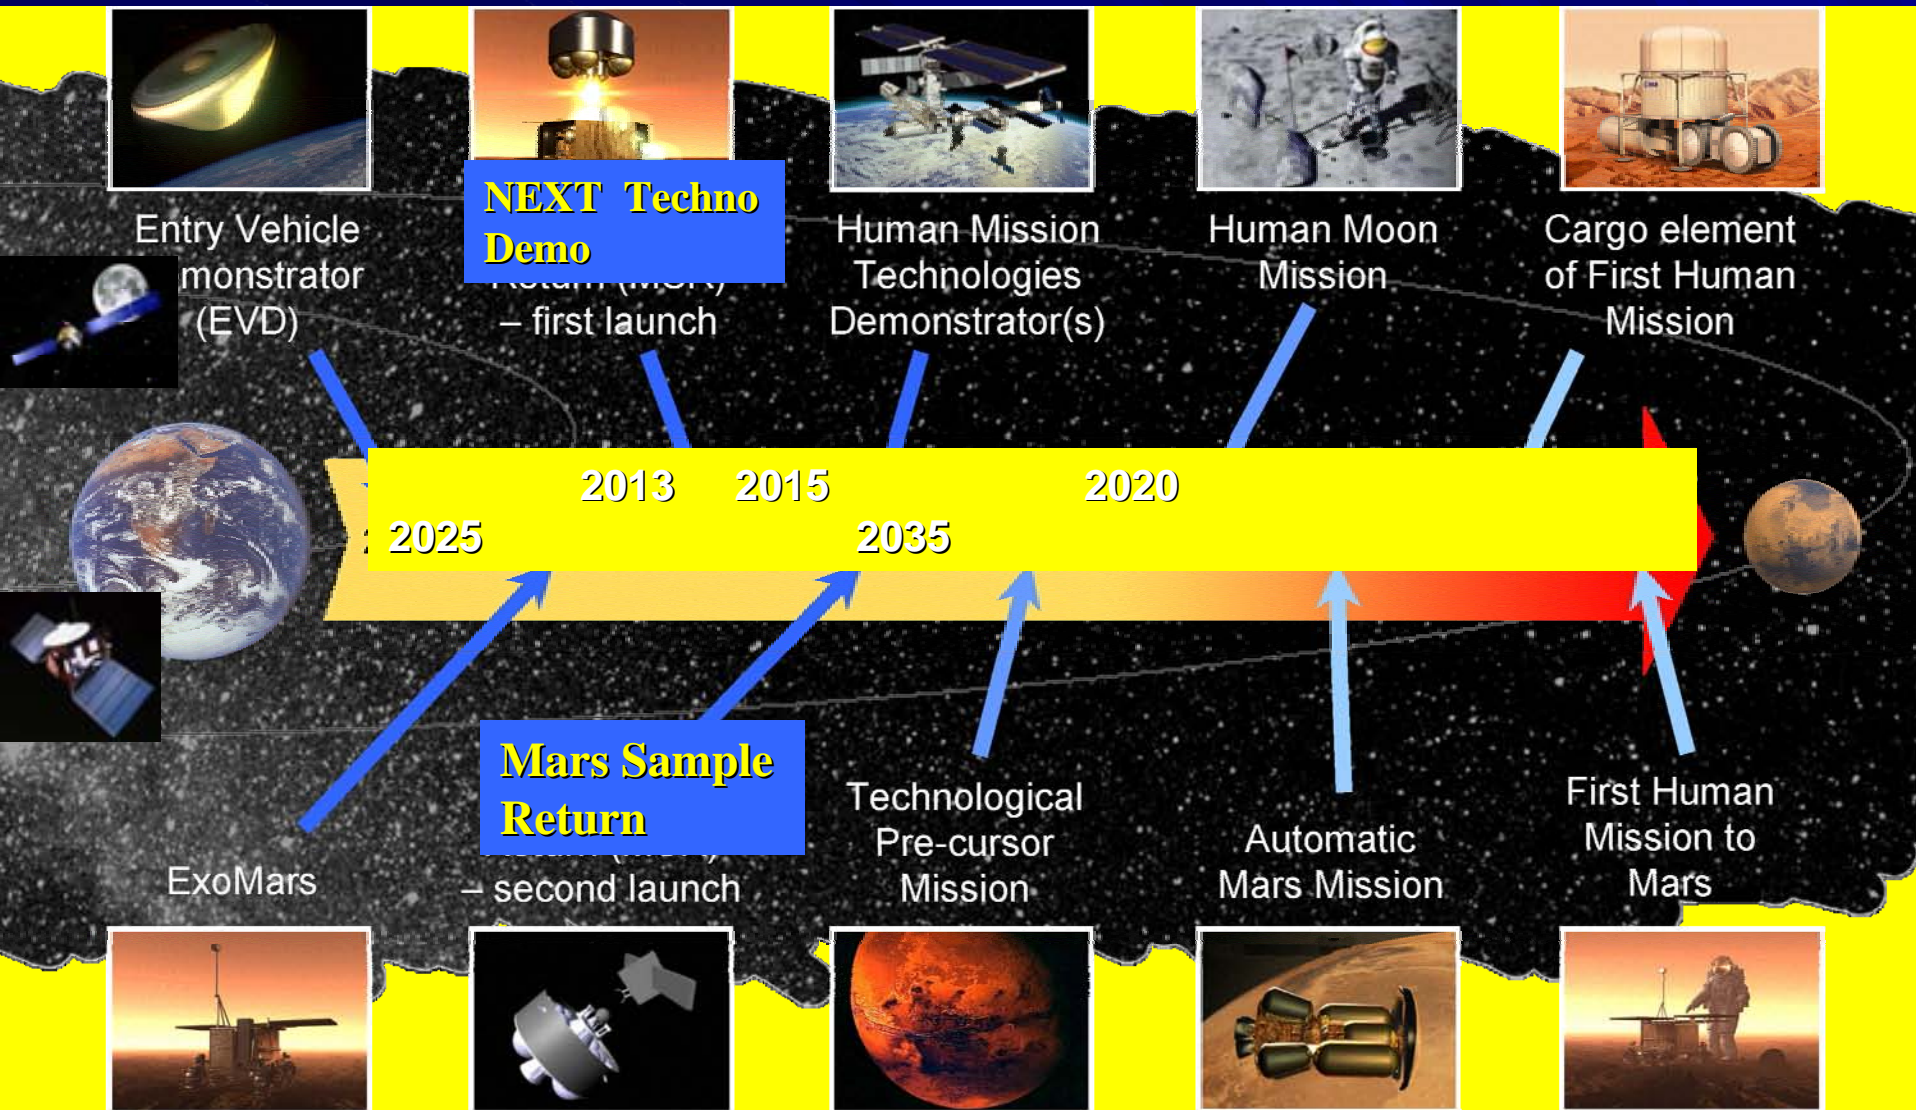 Entry Vehicle
monstrator
(EVD)
NEXT Techno
Demo
– first launch
Human Mission
Technologies
Demonstrator(s)
Human Moon
Mission
Cargo element
of First Human
Mission
2013 2015 2020
2025 2035
ExoMars
Mars Sample
Return
– second launch
Technological
Pre-cursor
Mission
Automatic
Mars Mission
First Human
Mission to
Mars